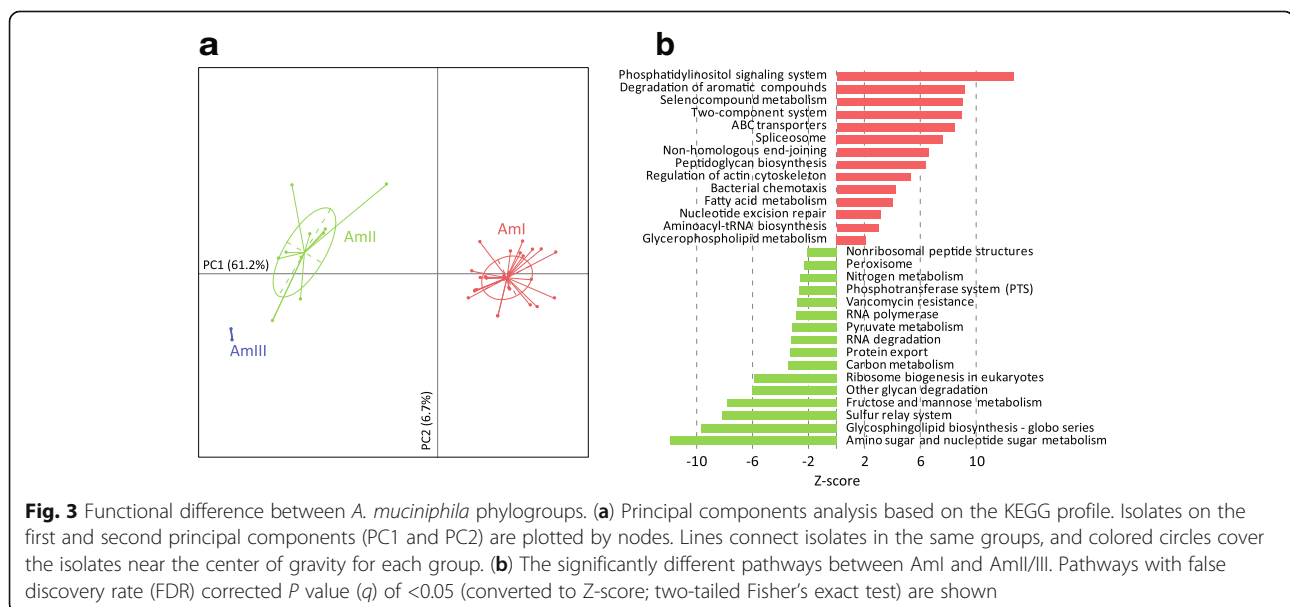 a
AmI
AmII
AmIII
PC1 (61.2%)
PC2 (6.7%)
b
Phosphatidylinositol signaling system
Degradation of aromatic compounds
Selenocompound metabolism
Two-component system
ABC transporters
Spliceosome
Non-homologous end-joining
Peptidoglycan biosynthesis
Regulation of actin cytoskeleton
Bacterial chemotaxis
Fatty acid metabolism
Nucleotide excision repair
Aminoacyl-tRNA biosynthesis
Glycerophospholipid metabolism
Nonribosomal peptide structures
Peroxisome
Nitrogen metabolism
Phosphotransferase system (PTS)
Vancomycin resistance
RNA polymerase
Pyruvate metabolism
RNA degradation
Protein export
Carbon metabolism
Ribosome biogenesis in eukaryotes
Other glycan degradation
Fructose and mannose metabolism
Sulfur relay system
Glycosphingolipid biosynthesis - globo series
Amino sugar and nucleotide sugar metabolism
-10 -6 -2 2 6 10
Z-score
Fig. 3 Functional difference between A. muciniphila phylogroups. (a) Principal components analysis based on the KEGG profile. Isolates on the
first and second principal components (PC1 and PC2) are plotted by nodes. Lines connect isolates in the same groups, and colored circles cover
the isolates near the center of gravity for each group. (b) The significantly different pathways between AmI and AmII/III. Pathways with false
discovery rate (FDR) corrected P value (q) of <0.05 (converted to Z-score; two-tailed Fisher's exact test) are shown